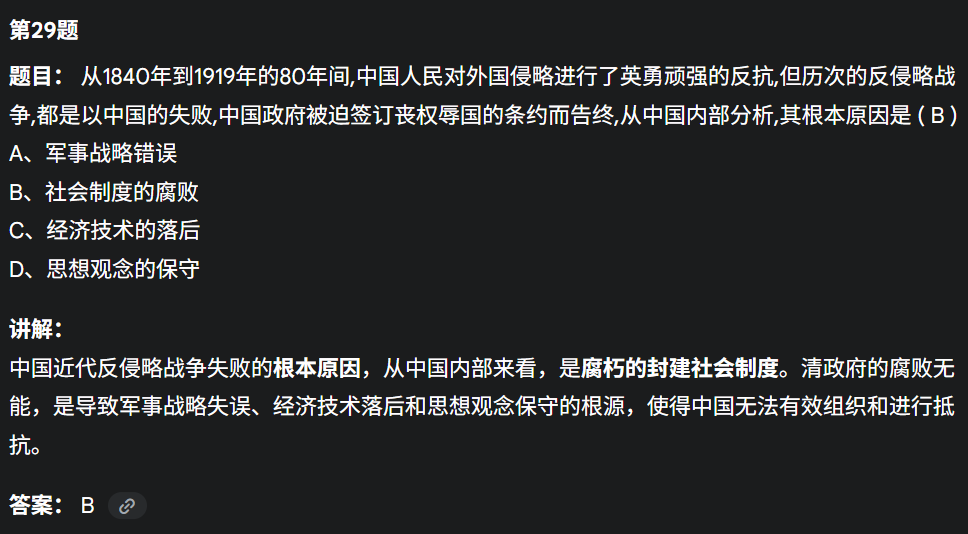 第29题
题目： 从1840年到1919年的80年间,中国人民对外国侵略进行了英勇顽强的反抗,但历次的反侵略战
争,都是以中国的失败,中国政府被迫签订丧权辱国的条约而告终,从中国内部分析,其根本原因是 ( B )
A、军事战略错误
B、社会制度的腐败
C、经济技术的落后
D、思想观念的保守
讲解：
中国近代反侵略战争失败的根本原因，从中国内部来看，是腐朽的封建社会制度。清政府的腐败无
能，是导致军事战略失误、经济技术落后和思想观念保守的根源，使得中国无法有效组织和进行抵
抗。
答案： B